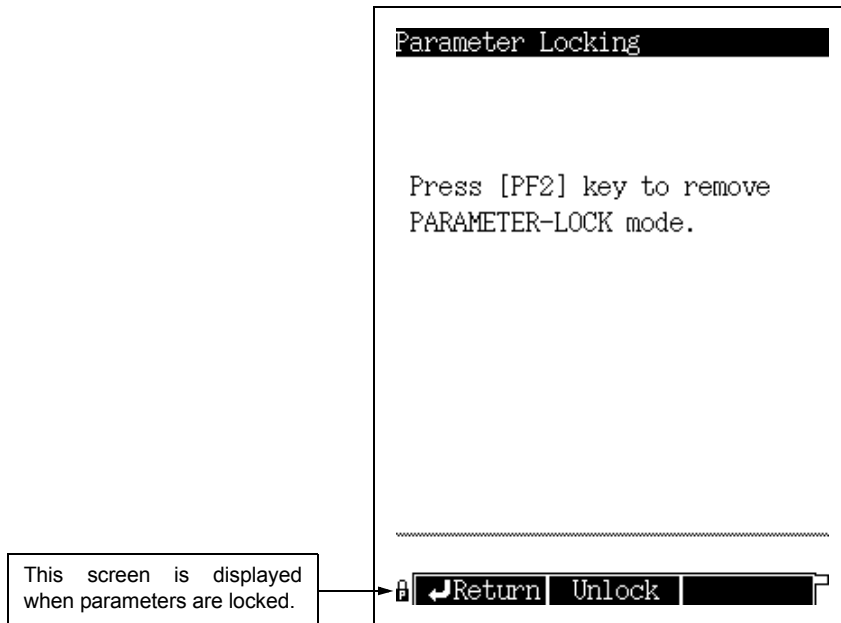 Parameter Locking
Press [PF2] key to remove
PARAMETER-LOCK mode.
This screen is displayed
when parameters are locked.
Return Unlock